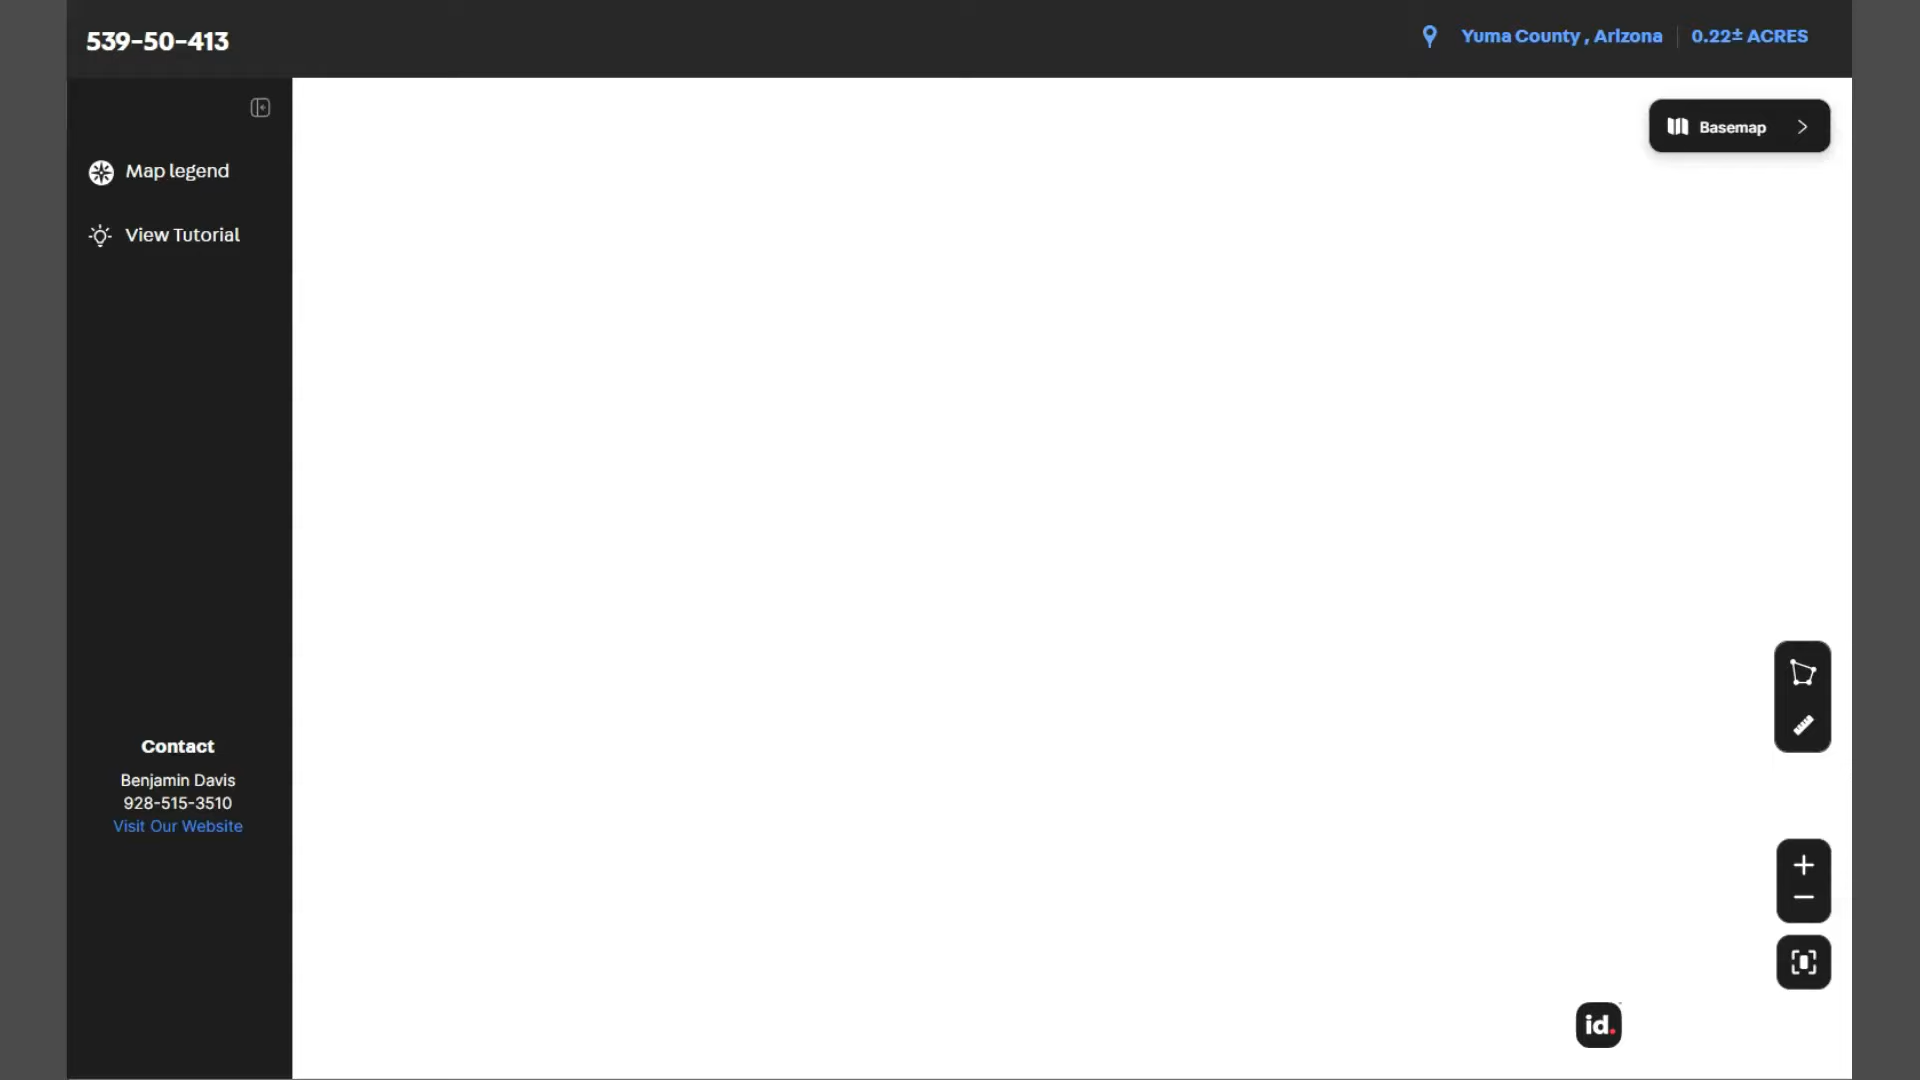 539-50-413
Yuma County , Arizona
0.22± ACRES
Basemap
Map legend
View Tutorial
Contact
Benjamin Davis
928-515-3510
Visit Our Website
id.